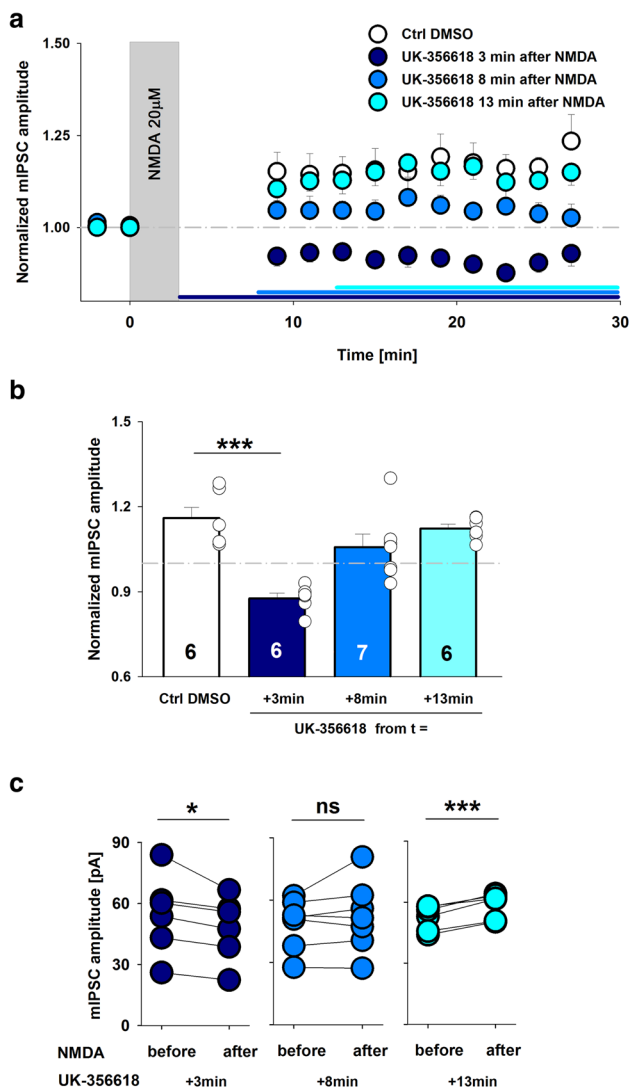 a
1.50
1.25
1.00
Normalized mIPSC amplitude
NMDA 20µM
Ctrl DMSO
UK-356618 3 min after NMDA
UK-356618 8 min after NMDA
UK-356618 13 min after NMDA
0 10 20 30
Time [min]
b
1.5
1.2
0.9
0.6
Normalized mIPSC amplitude
***
6 6 7 6
Ctrl DMSO +3min +8min +13min
UK-356618 from t =
c
* ns ***
90
60
30
0
mIPSC amplitude [pA]
NMDA before after before after before after
UK-356618 +3min +8min +13min